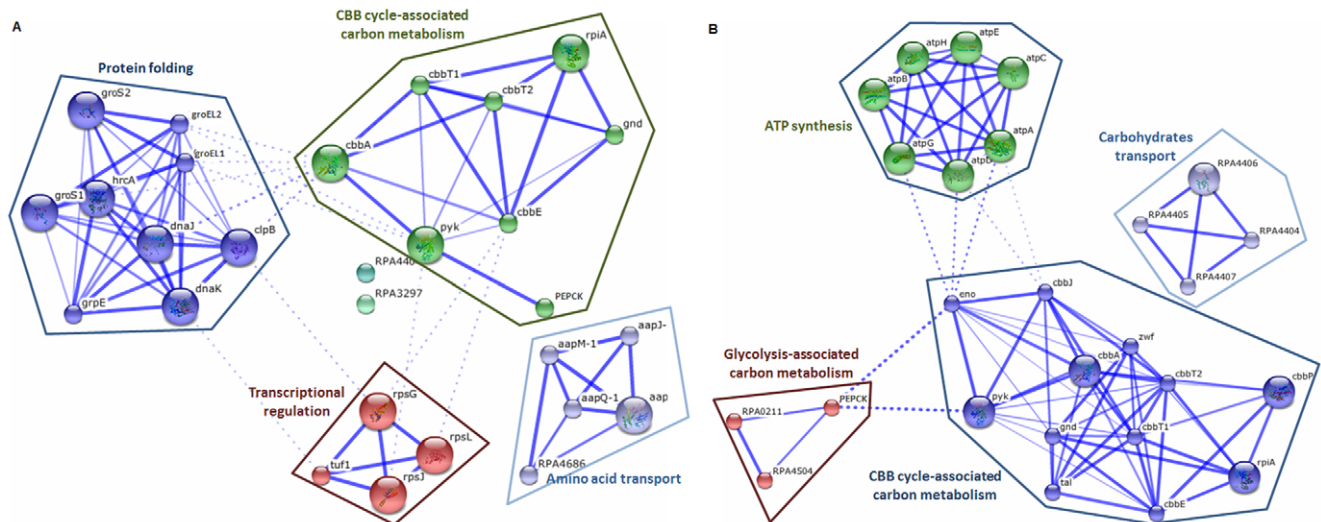 A
CBB cycle-associated
carbon metabolism
rpiA
cbbT1
cbbT2
gnd
cbbA
cbbE
pyk
RPA440
RPA3297
PEPCK
Protein folding
groS2
groEL2
groEL1
hrcA
groS1
dnaJ
clpB
grpE
dnaK
Transcriptional
regulation
rpsG
rpsL
tuf1
rpsJ
aapJ-
aapM-1
aapQ-1
aap
RPA4686
Amino acid transport
B
atpE
atpH
atpC
atpB
ATP synthesis
atpA
atpG
atpD
Carbohydrates
transport
RPA4406
RPA4405
RPA4404
RPA4407
eno
cbbJ
zwf
Glycolysis-associated
carbon metabolism
cbbA
cbbT2
cbbP
PEPCK
pyk
RPA0211
gnd
cbbT1
rpiA
RPA4504
CBB cycle-associated
carbon metabolism
tal
cbbE